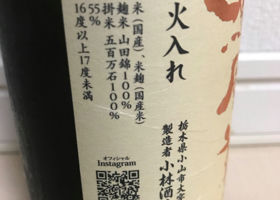 火入れ
栃木県小山市大字
製造者 小林酒
米(国産)、米麹(国産米)
麹米 山田錦100%
掛米 五百万石100%
55%
16度以上17度未満
オフィシャル
Instagram